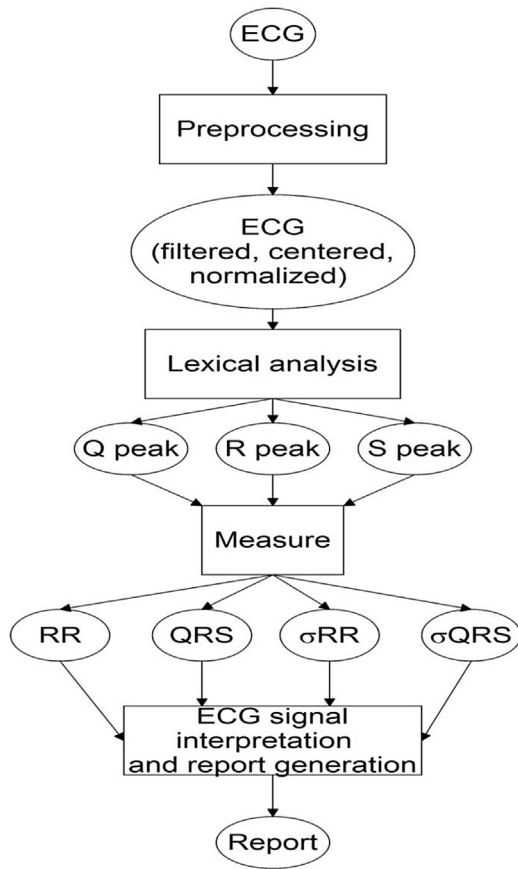 ECG
Preprocessing
ECG
(filtered, centered,
normalized)
Lexical analysis
Q peak
R peak
S peak
Measure
RR
QRS
σRR
σQRS
ECG signal
interpretation
and report generation
Report